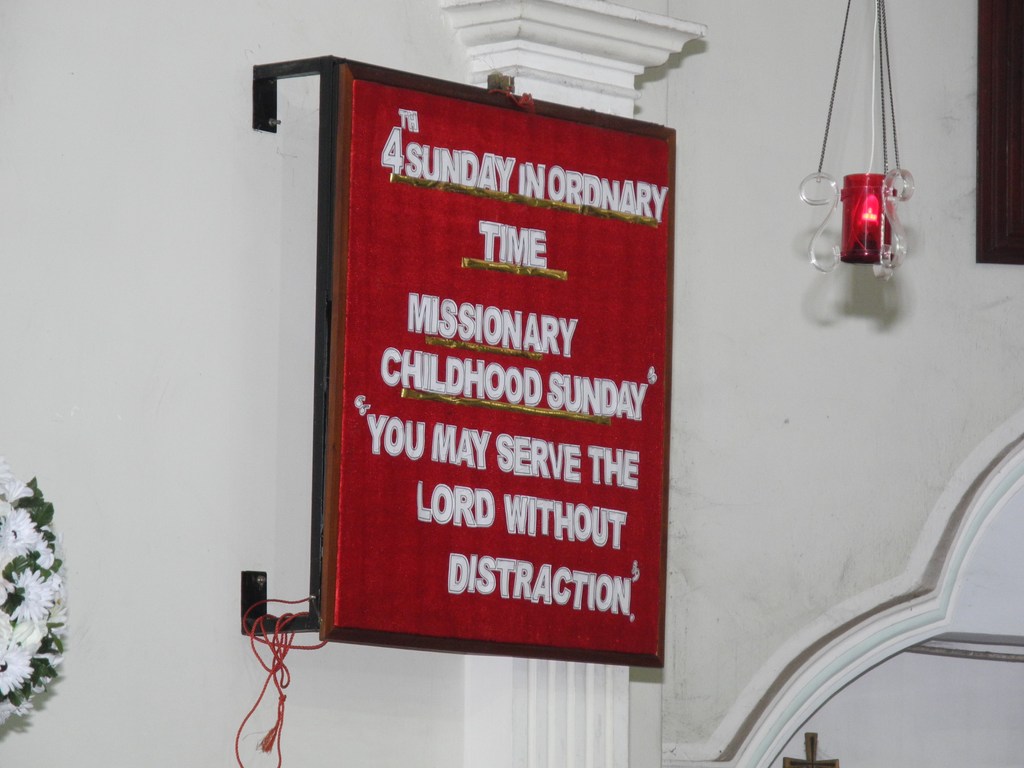 4TH SUNDAY IN ORDNARY
TIME
MISSIONARY
CHILDHOOD SUNDAY"
"YOU MAY SERVE THE
LORD WITHOUT
DISTRACTION".